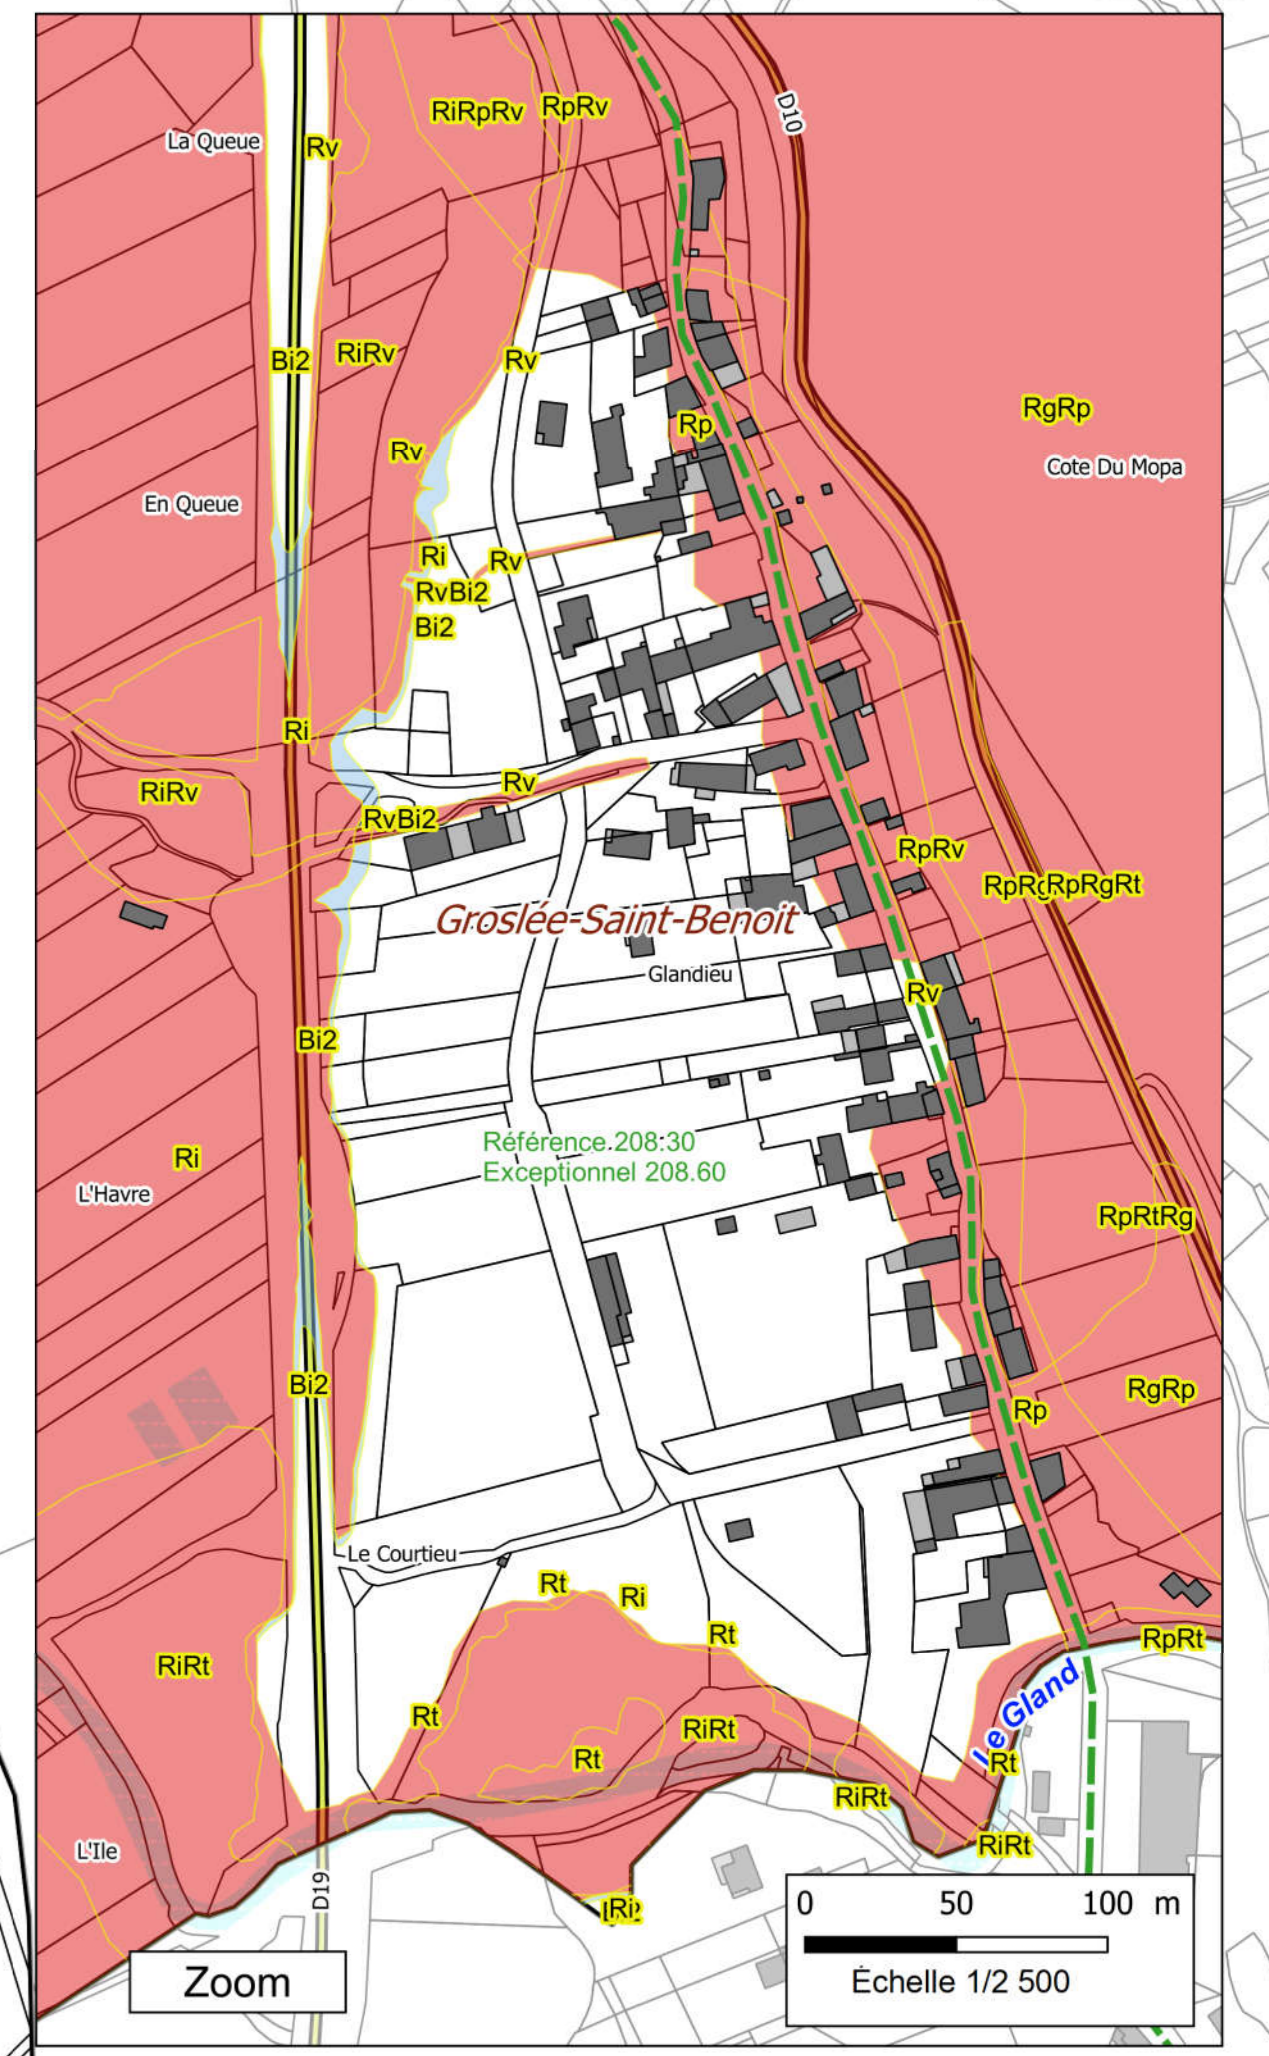 D10
RiRpRv
RpRv
La Queue
Rv
Bi2
RiRv
Rv
RgRp
Rp
Rv
Cote Du Mopa
En Queue
Ri
Rv
RvBi2
Bi2
Ri
Rv
RiRv
RvBi2
RpRv
RpRgRt
Groslée-Saint-Benoit
Glandieu
Rv
Bi2
Référence 208.30
Exceptionnel 208.60
Ri
L'Havre
RpRtRg
Bi2
RgRp
Rp
Le Courtieu
Rt
Ri
Rt
RpRt
RiRt
Le Gland
Rt
RiRt
Rt
Rt
RiRt
RiRt
L'Ile
D19
Ri
0 50 100 m
Échelle 1/2 500
Zoom